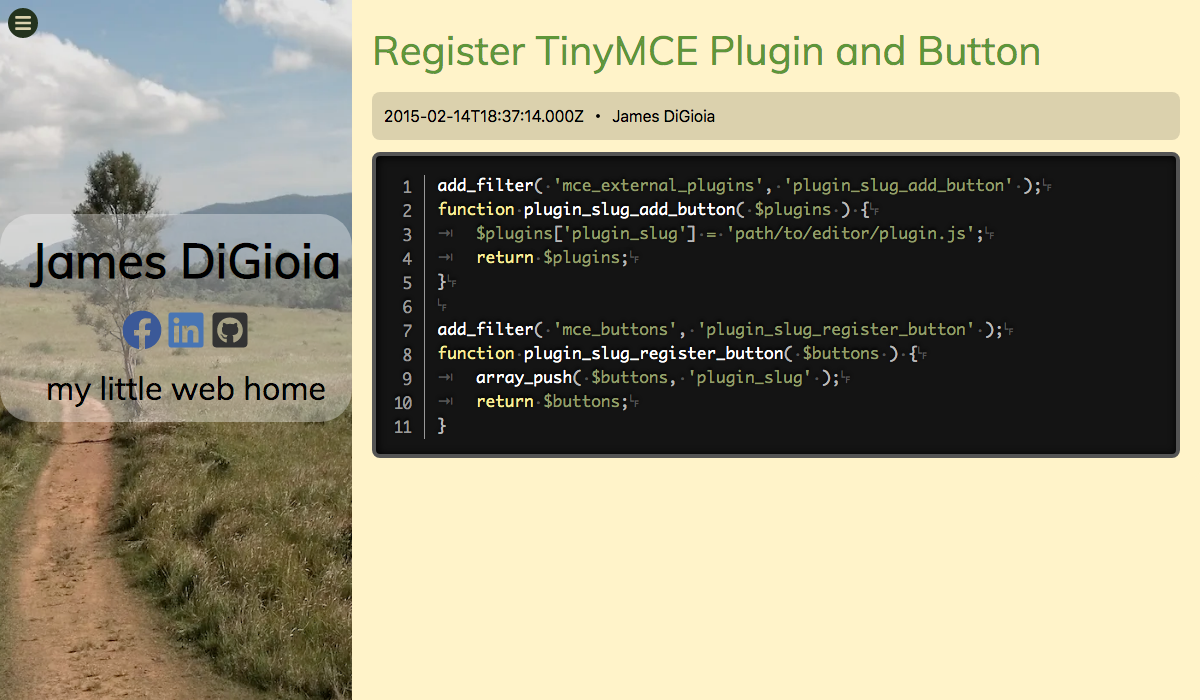 James DiGioia
my little web home
Register TinyMCE Plugin and Button
2015-02-14T18:37:14.000Z • James DiGioia
1 add_filter( 'mce_external_plugins', 'plugin_slug_add_button' );
2 function plugin_slug_add_button( $plugins ) {
3 	$plugins['plugin_slug'] = 'path/to/editor/plugin.js';
4 	return $plugins;
5 }
6
7 add_filter( 'mce_buttons', 'plugin_slug_register_button' );
8 function plugin_slug_register_button( $buttons ) {
9 	array_push( $buttons, 'plugin_slug' );
10 	return $buttons;
11 }